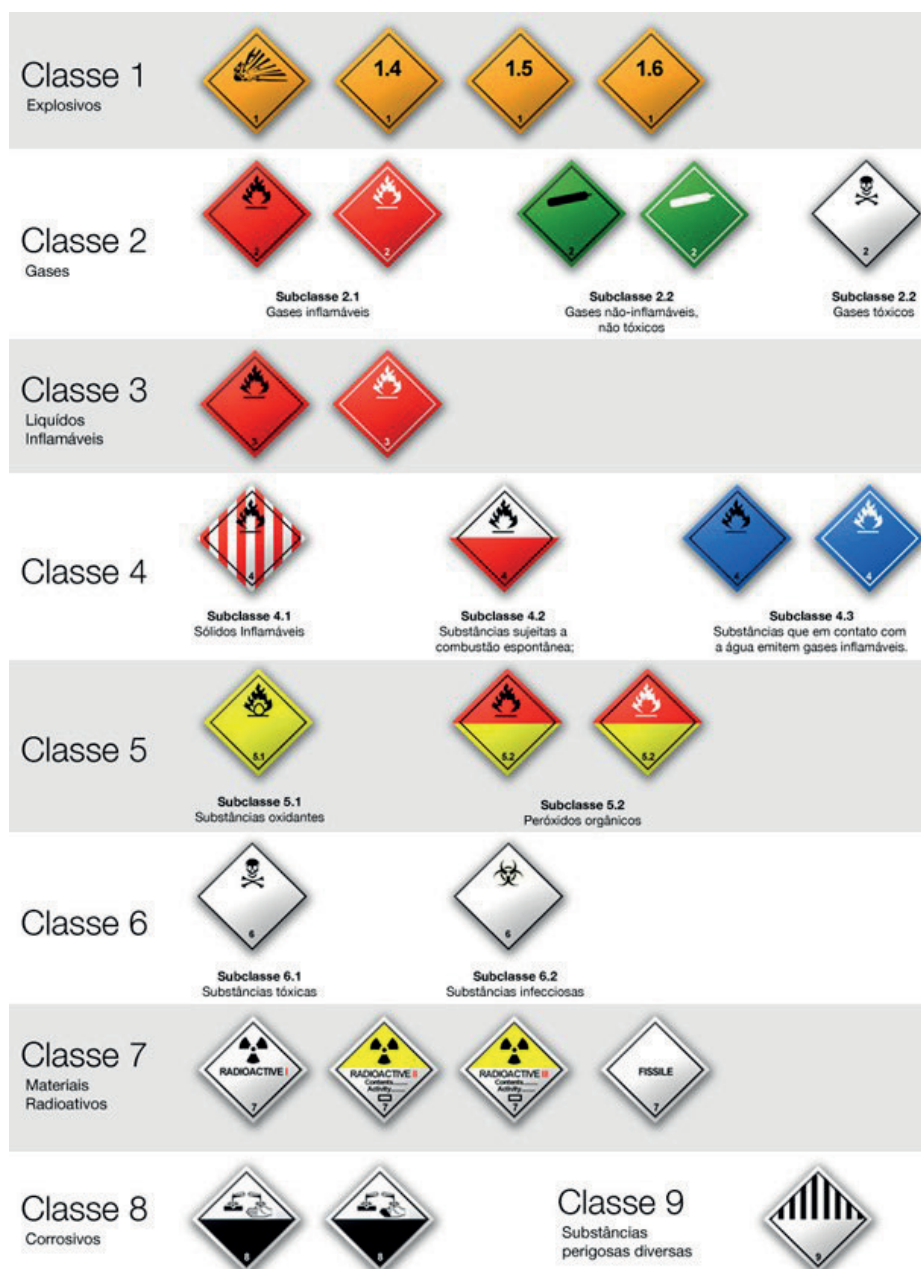 Classe 1
Explosivos
1
1.4
1
1.5
1
1.6
1
Classe 2
Gases
2
2
2
2
2
Subclasse 2.1
Gases inflamáveis
Subclasse 2.2
Gases não-inflamáveis,
não tóxicos
Subclasse 2.2
Gases tóxicos
Classe 3
Liquídos
Inflamáveis
3
3
Classe 4
4
4
4
4
Subclasse 4.1
Sólidos Inflamáveis
Subclasse 4.2
Substâncias sujeitas a
combustão espontânea;
Subclasse 4.3
Substâncias que em contato com
a água emitem gases inflamáveis.
Classe 5
5.1
5.2
5.2
Subclasse 5.1
Substâncias oxidantes
Subclasse 5.2
Peróxidos orgânicos
Classe 6
6
6
Subclasse 6.1
Substâncias tóxicas
Subclasse 6.2
Substâncias infecciosas
Classe 7
Materiais
Radioativos
RADIOACTIVE I
7
RADIOACTIVE II
Contents......
Activity......
7
RADIOACTIVE III
Contents......
Activity......
7
FISSILE
7
Classe 8
Corrosivos
8
8
Classe 9
Substâncias
perigosas diversas
9